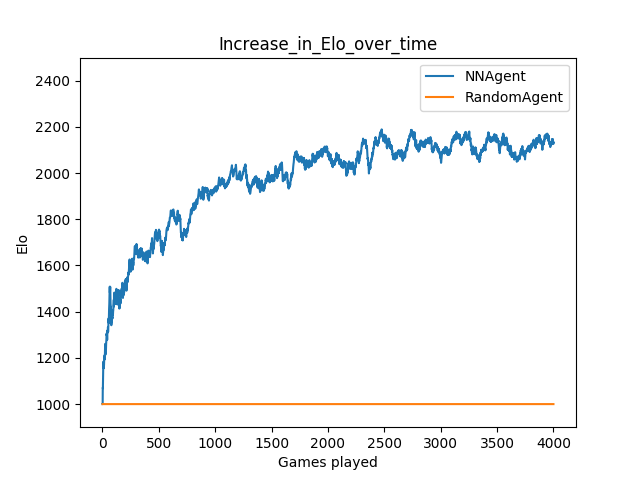 Increase_in_Elo_over_time
NNAgent
RandomAgent
2400
2200
2000
1800
1600
1400
1200
1000
Elo
0 500 1000 1500 2000 2500 3000 3500 4000
Games played